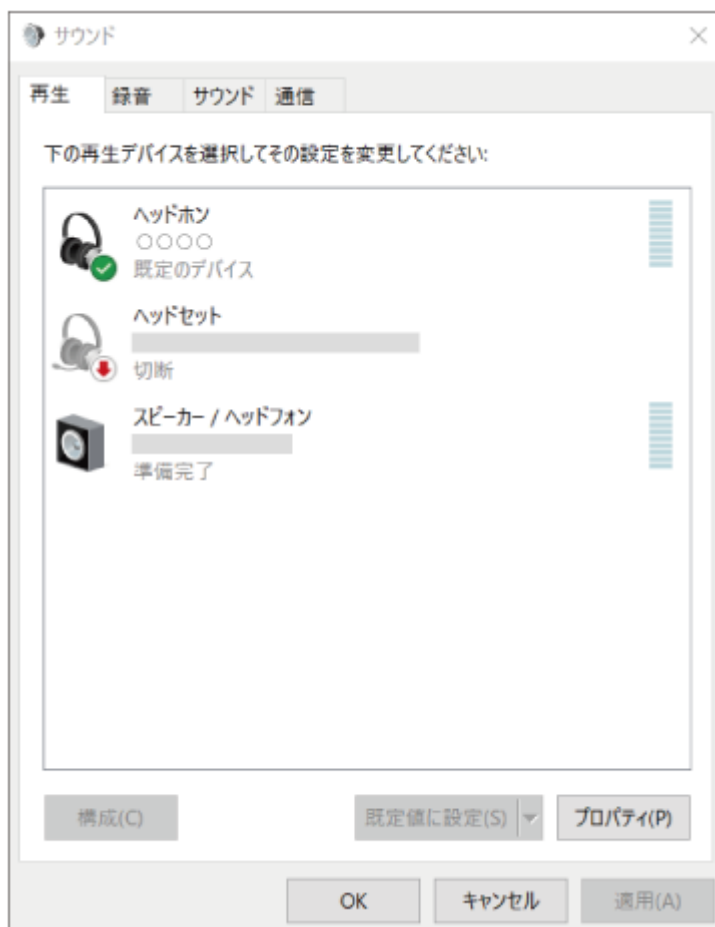 サウンド
再生 録音 サウンド 通信
下の再生デバイスを選択してその設定を変更してください:
ヘッドホン
○○○○
既定のデバイス
ヘッドセット
切断
スピーカー / ヘッドフォン
準備完了
構成(C) 既定値に設定(S) プロパティ(P)
OK キャンセル 適用(A)